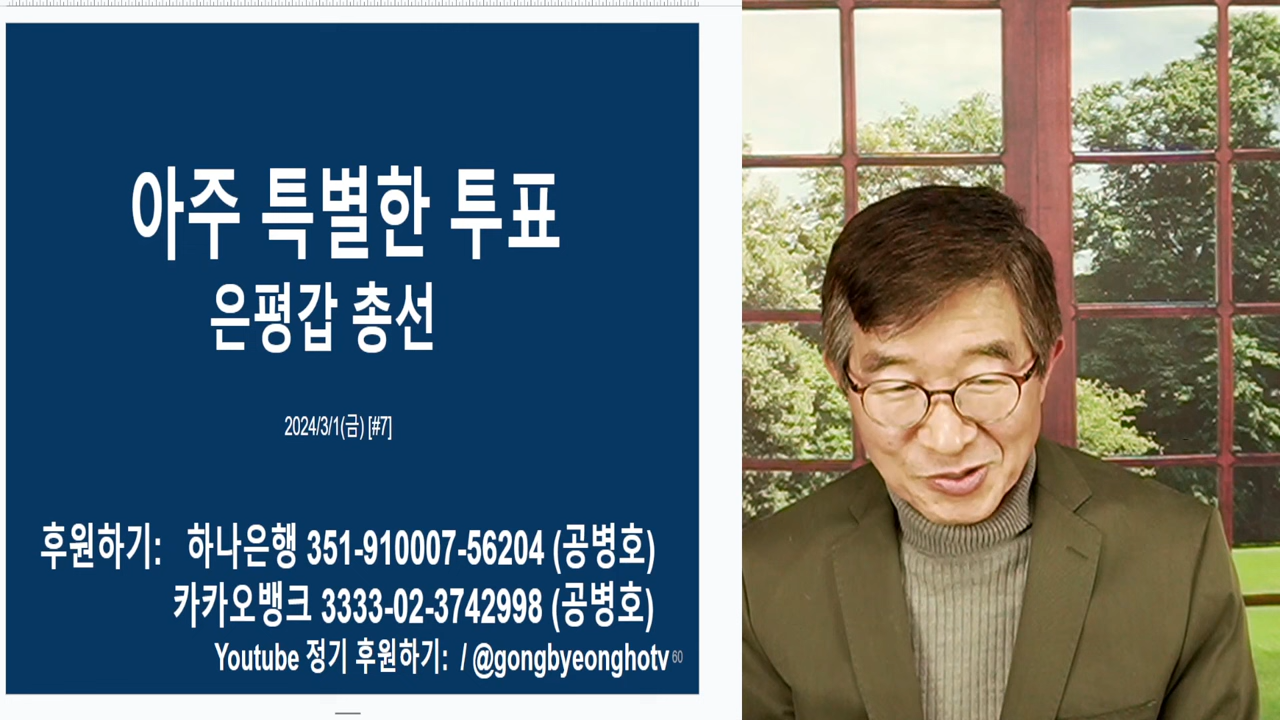 아주 특별한 투표
은평갑 총선
2024/3/1(금) [#7]
후원하기: 하나은행 351-910007-56204 (공병호)
카카오뱅크 3333-02-3742998 (공병호)
Youtube 정기 후원하기: / @gongbyeonghotv 60